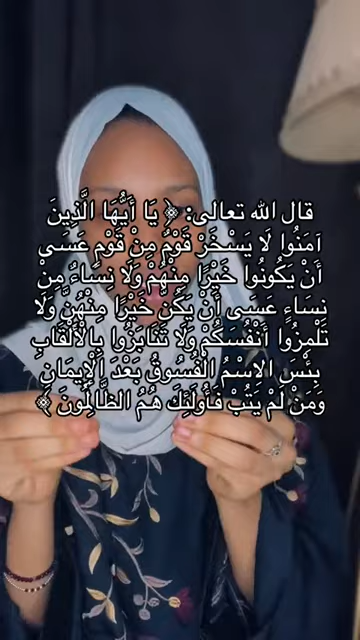 قال الله تعالى: ﴿ يَا أَيُّهَا الَّذِينَ
آمَنُوا لَا يَسْخَرْ قَوْمٌ مِنْ قَوْمٍ عَسَى
أَنْ يَكُونُوا خَيْرًا مِنْهُمْ وَلَا نِسَاءٌ مِنْ
نِسَاءٍ عَسَى أَنْ يَكُنَّ خَيْرًا مِنْهُنَّ وَلَا
تَلْمِزُوا أَنْفُسَكُمْ وَلَا تَنَابَزُوا بِالْأَلْقَابِ
بِئْسَ الِاسْمُ الْفُسُوقُ بَعْدَ الْإِيمَانِ
وَمَنْ لَمْ يَتُبْ فَأُولَئِكَ هُمُ الظَّالِمُونَ ﴾